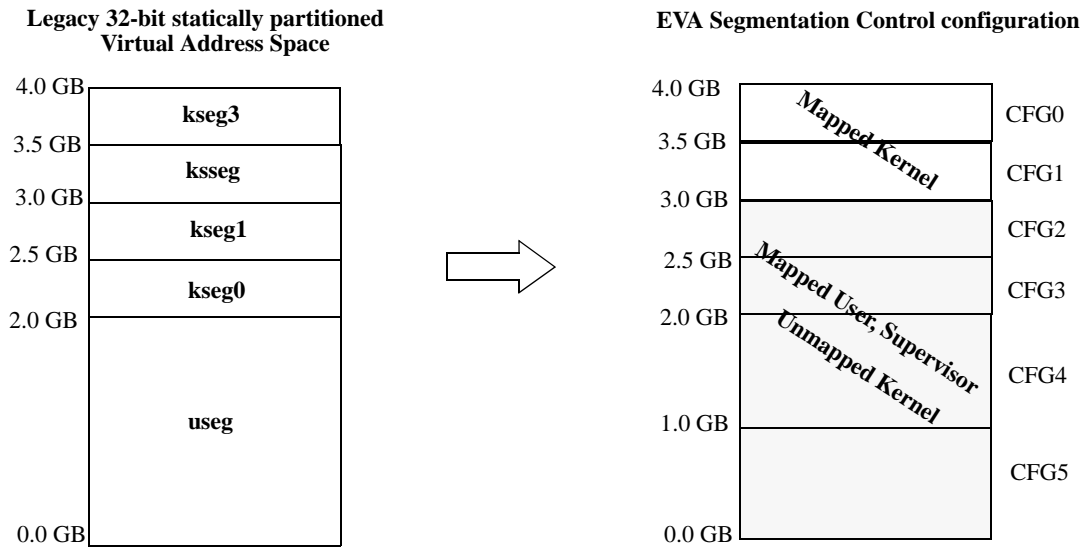 Legacy 32-bit statically partitioned
Virtual Address Space
4.0 GB
kseg3
3.5 GB
ksseg
3.0 GB
kseg1
2.5 GB
kseg0
2.0 GB
useg
0.0 GB
EVA Segmentation Control configuration
4.0 GB
Mapped Kernel
CFG0
3.5 GB
CFG1
3.0 GB
CFG2
2.5 GB
Mapped User, Supervisor
CFG3
2.0 GB
Unmapped Kernel
CFG4
1.0 GB
CFG5
0.0 GB